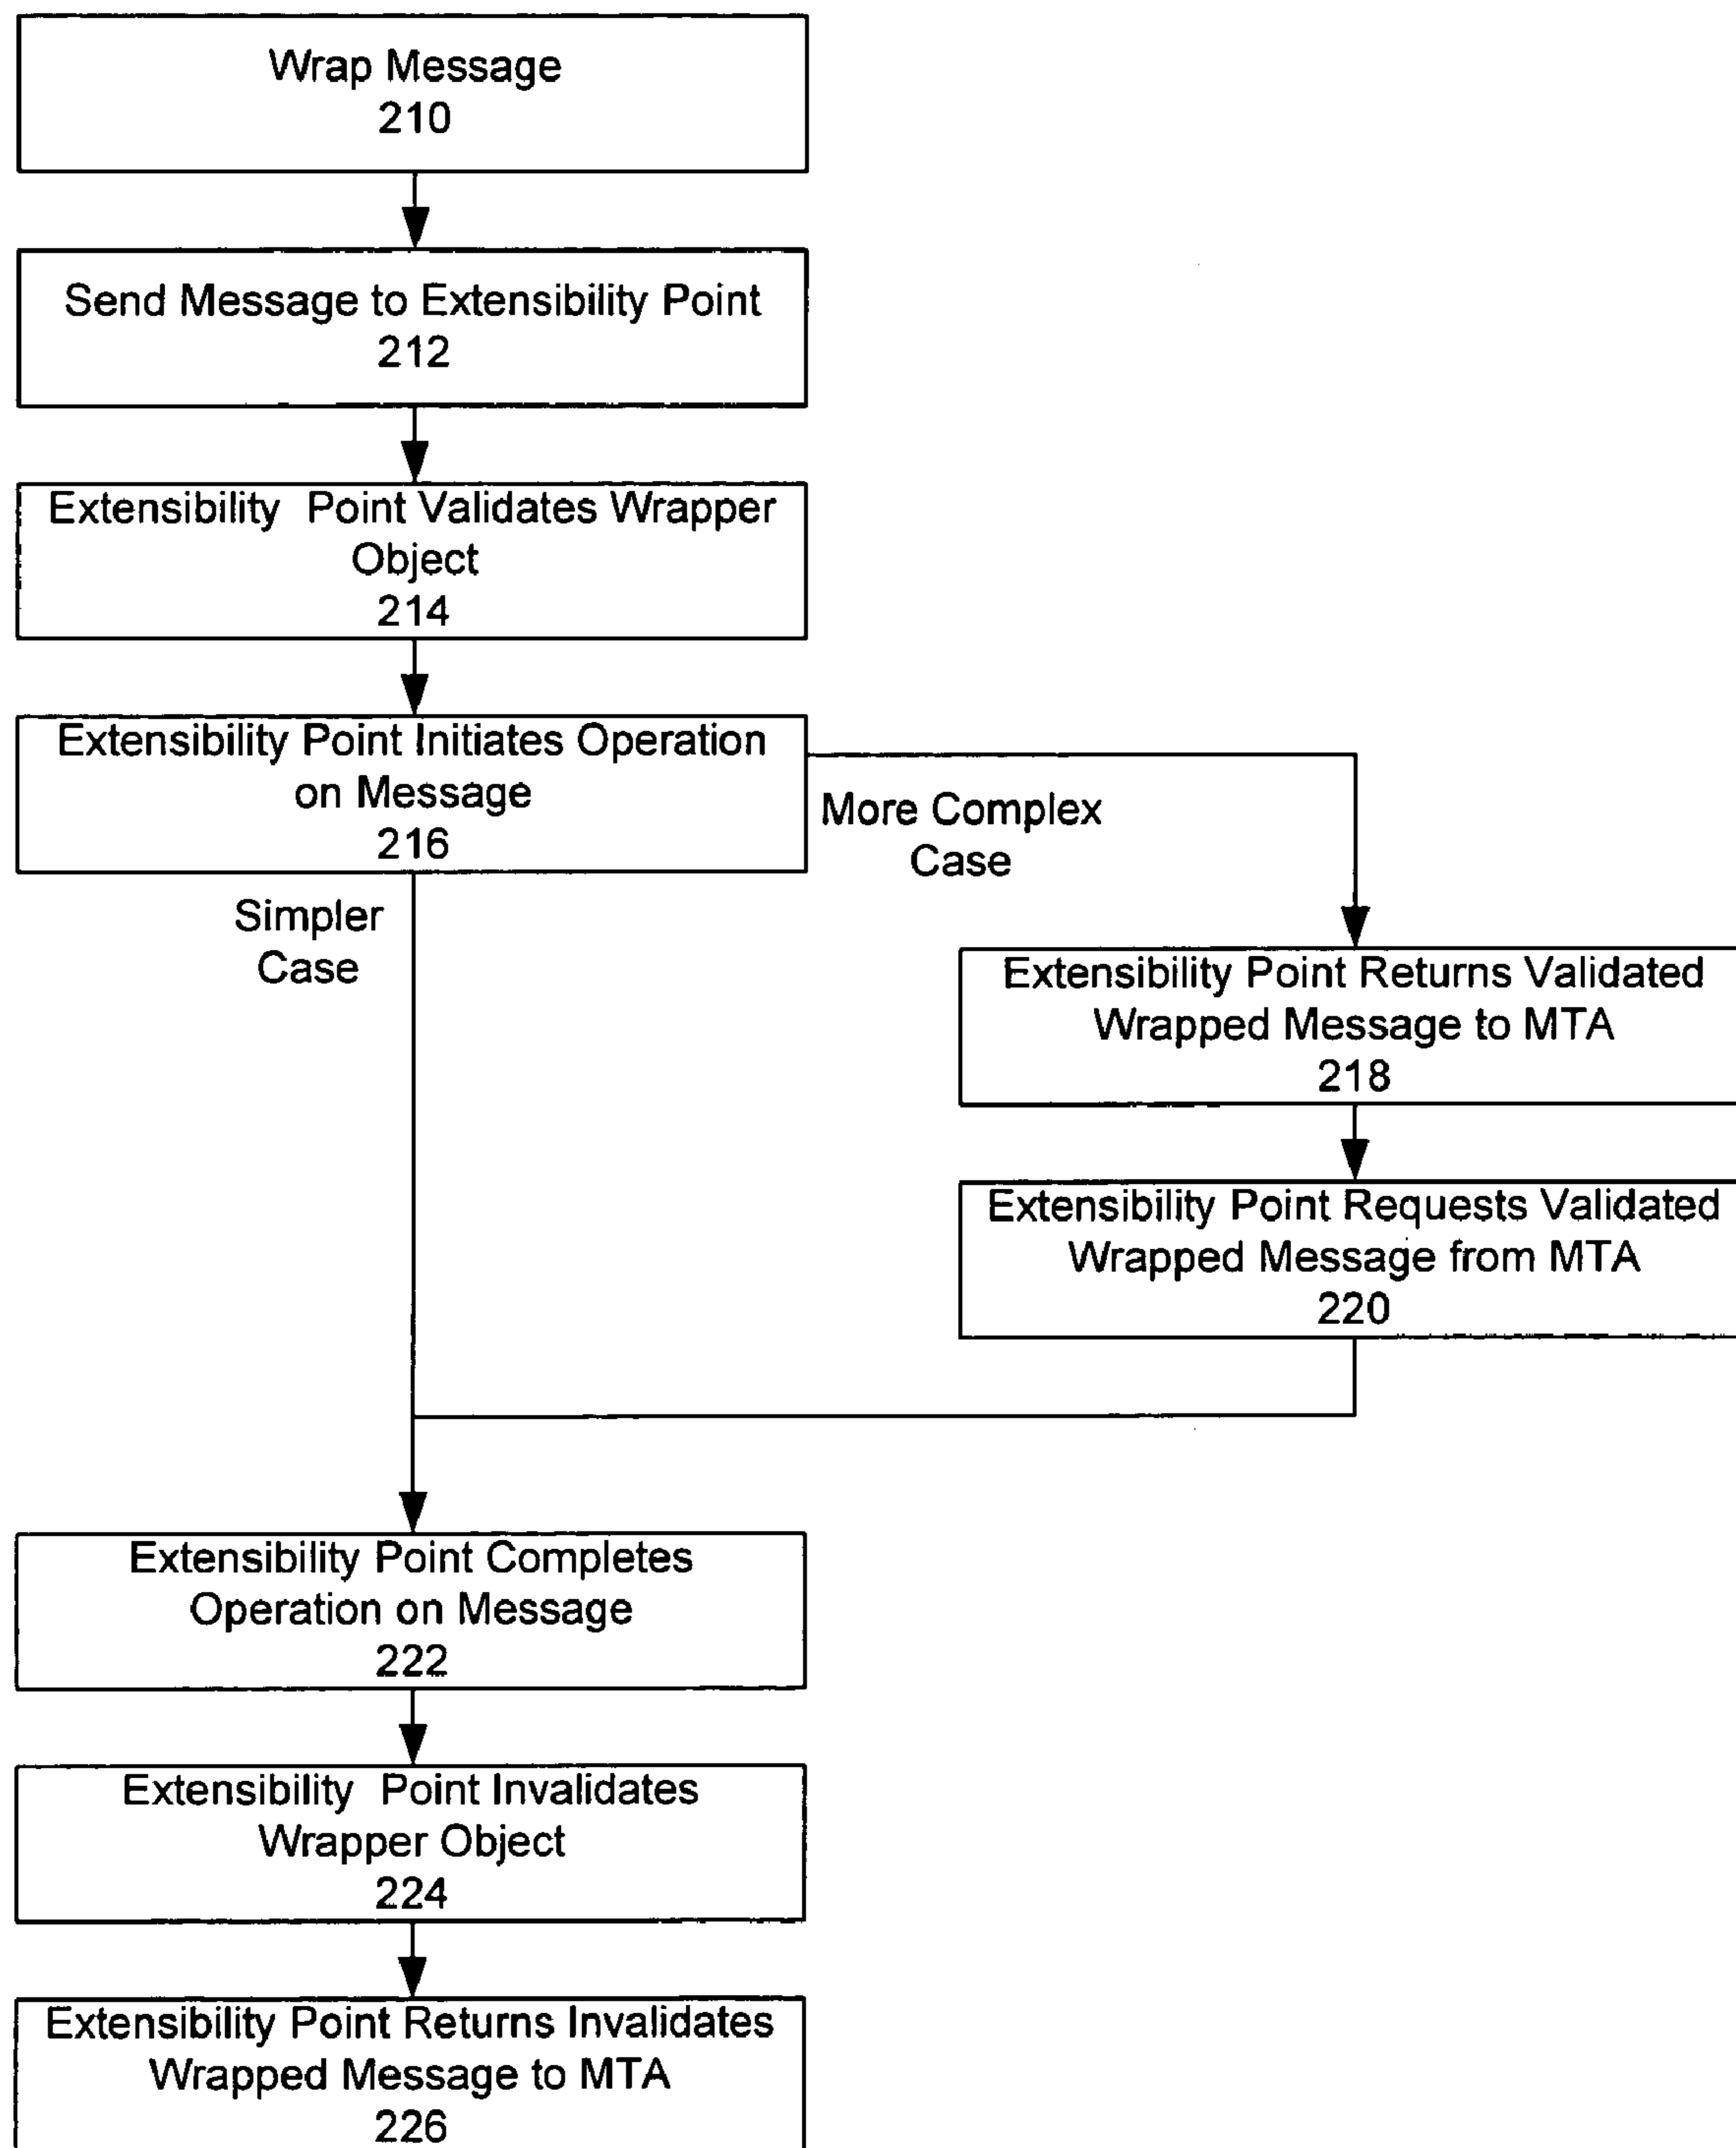 Wrap Message
210
Send Message to Extensibility Point
212
Extensibility Point Validates Wrapper
Object
214
Extensibility Point Initiates Operation
on Message
216
More Complex
Case
Simpler
Case
Extensibility Point Returns Validated
Wrapped Message to MTA
218
Extensibility Point Requests Validated
Wrapped Message from MTA
220
Extensibility Point Completes
Operation on Message
222
Extensibility Point Invalidates
Wrapper Object
224
Extensibility Point Returns Invalidates
Wrapped Message to MTA
226